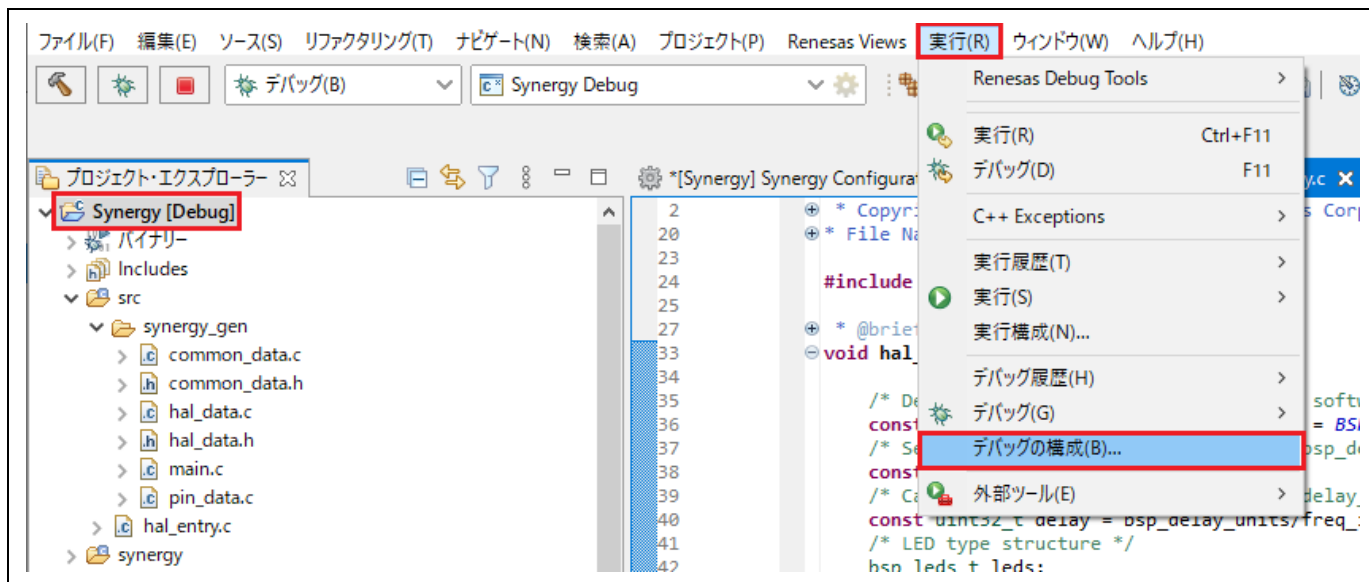 ファイル(F) 編集(E) ソース(S) リファクタリング(T) ナビゲート(N) 検索(A) プロジェクト(P) Renesas Views 実行(R) ウィンドウ(W) ヘルプ(H)
デバッグ(B) Synergy Debug
Renesas Debug Tools
実行(R) Ctrl+F11
デバッグ(D) F11
C++ Exceptions
実行履歴(T)
実行(S)
実行構成(N)...
デバッグ履歴(H)
デバッグ(G)
デバッグの構成(B)...
外部ツール(E)
プロジェクト・エクスプローラー
Synergy [Debug]
バイナリー
Includes
src
synergy_gen
common_data.c
common_data.h
hal_data.c
hal_data.h
main.c
pin_data.c
hal_entry.c
synergy
*[Synergy] Synergy Configurat y.c
2 * Copyri s Corp
20 * File Na
23
24 #include
25
27 * @brief
33 void hal_
34
35 /* De softw
36 const = BSP
37 /* Se bsp_de
38 const
39 /* Ca delay_
40 const uint32_t delay = bsp_delay_units/freq_
41 /* LED type structure */
42 bsp_leds_t leds;